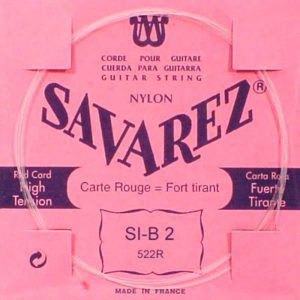 CORDE POUR GUITARE
CUERDA PARA GUITARRA
GUITAR STRING
NYLON
SAVAREZ®
Red Card
High
Tension
Carte Rouge = Fort tirant
Carta Roja
Fuerte
Tirante
SI-B 2
522R
MADE IN FRANCE